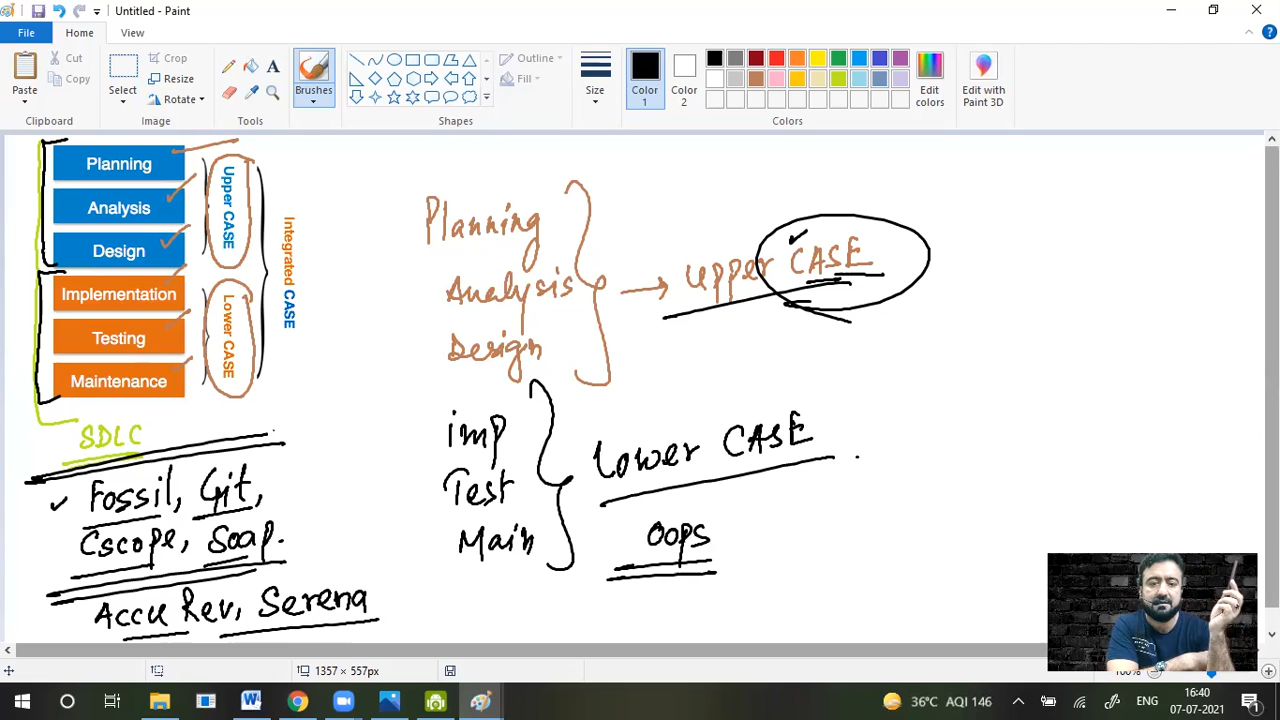 Untitled - Paint
File
Home
View
Paste
Cut
Copy
Clipboard
Select
Crop
Resize
Rotate
Image
Tools
Brushes
Shapes
Outline
Fill
Size
Color 1
Color 2
Edit colors
Edit with Paint 3D
Colors
Planning
Analysis
Design
Implementation
Testing
Maintenance
Upper CASE
Lower CASE
Integrated CASE
SDLC
Fossil, Git,
Cscope, Soap.
Accu Rev, Serena
Planning
Analysis
Design
Upper CASE
imp
Test
Main
Lower CASE
Oops
1357 × 557px
100%
36°C AQI 146
ENG
16:40
07-07-2021